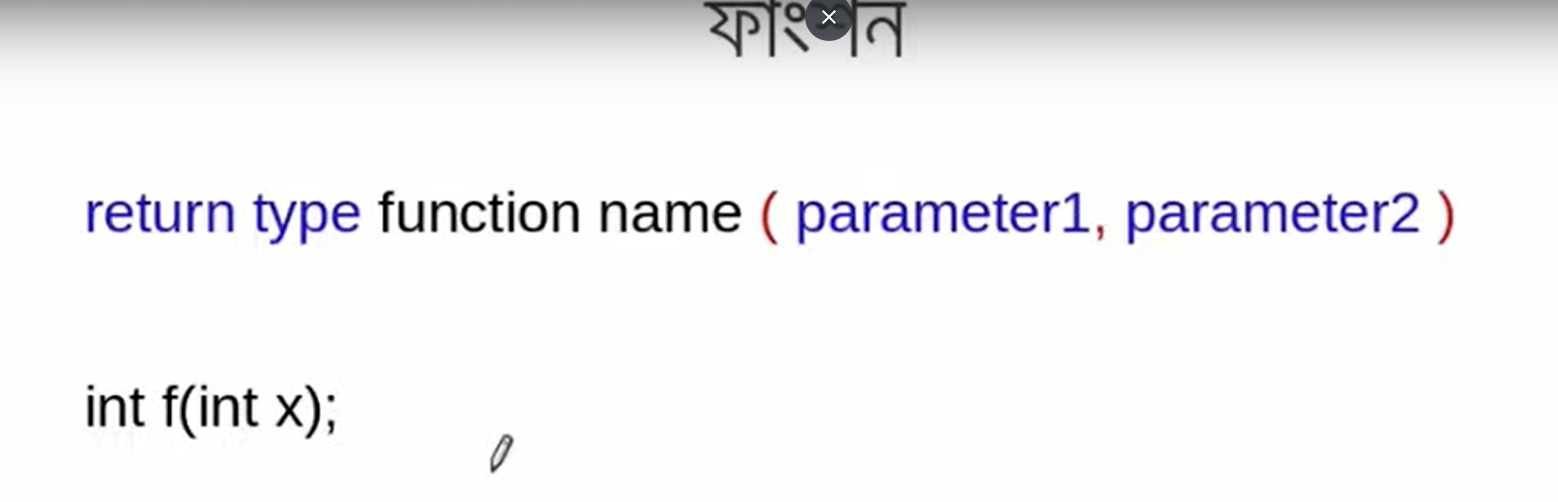 return type function name ( parameter1, parameter2 )
int f(int x);